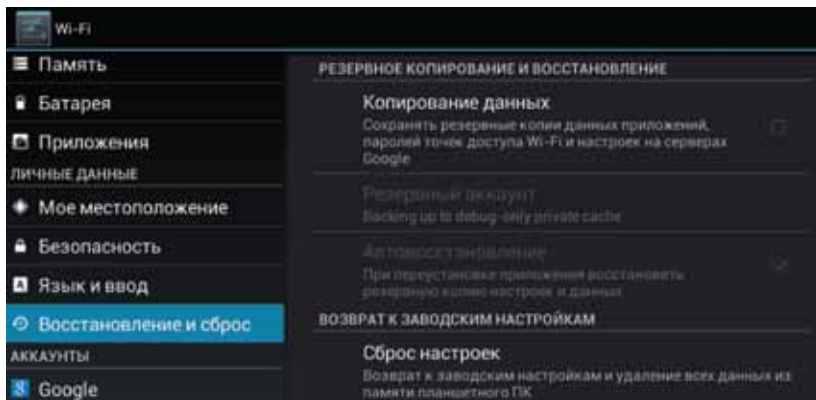 Wi-Fi
Память
Батарея
Приложения
ЛИЧНЫЕ ДАННЫЕ
Мое местоположение
Безопасность
Язык и ввод
Восстановление и сброс
АККАУНТЫ
Google
РЕЗЕРВНОЕ КОПИРОВАНИЕ И ВОССТАНОВЛЕНИЕ
Копирование данных
Сохранять резервные копии данных приложений,
паролей точек доступа Wi-Fi и настроек на серверах
Google
Резервный аккаунт
Backing up to debug-only private cache
Автовосстановление
При переустановке приложения восстановить
резервную копию настроек и данных
ВОЗВРАТ К ЗАВОДСКИМ НАСТРОЙКАМ
Сброс настроек
Возврат к заводским настройкам и удаление всех данных из
памяти планшетного ПК